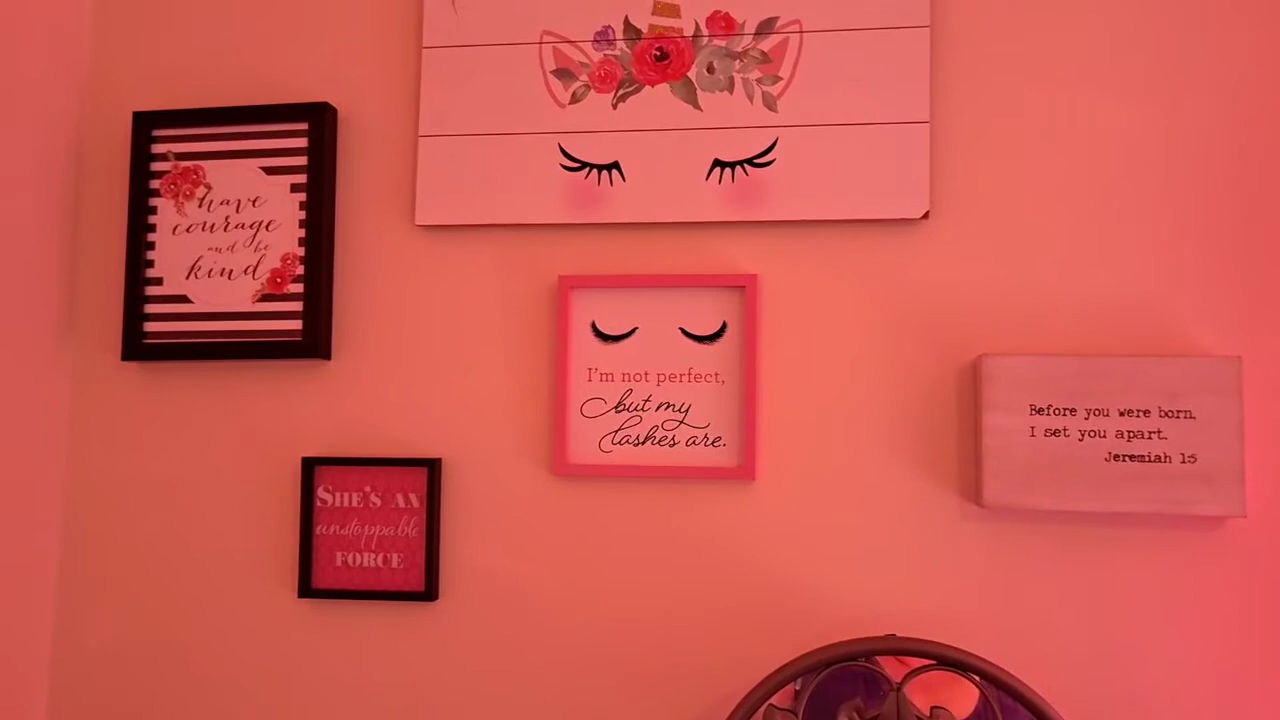 have
courage
and be
kind
I'm not perfect,
but my
lashes are.
Before you were born,
I set you apart.
Jeremiah 1:5
SHE'S AN
unstoppable
FORCE